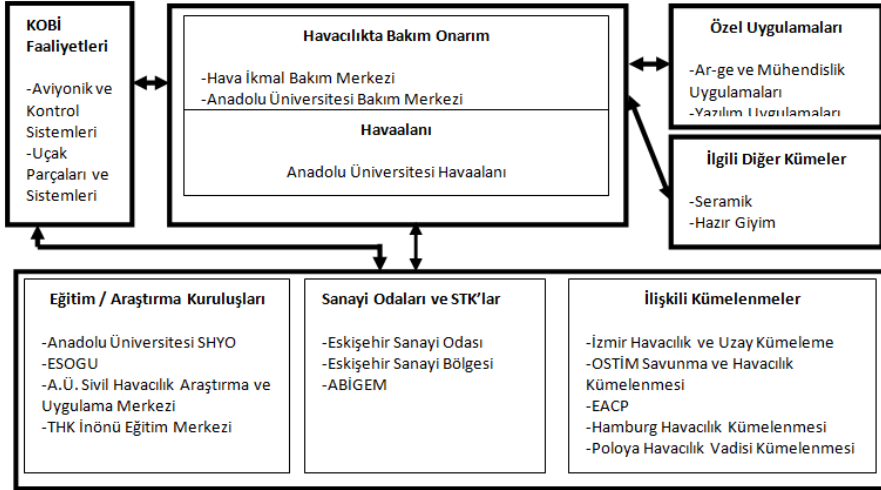 KOBİ
Faaliyetleri
-Aviyonik ve
Kontrol
Sistemleri
-Uçak
Parçaları ve
Sistemleri
Havacılıkta Bakım Onarım
-Hava İkmal Bakım Merkezi
-Anadolu Üniversitesi Bakım Merkezi
Havaalanı
Anadolu Üniversitesi Havaalanı
Özel Uygulamaları
-Ar-ge ve Mühendislik
Uygulamaları
-Yazılım Uygulamaları
İlgili Diğer Kümeler
-Seramik
-Hazır Giyim
Eğitim / Araştırma Kuruluşları
-Anadolu Üniversitesi SHYO
-ESOGU
-A.Ü. Sivil Havacılık Araştırma ve
Uygulama Merkezi
-THK İnönü Eğitim Merkezi
Sanayi Odaları ve STK'lar
-Eskişehir Sanayi Odası
-Eskişehir Sanayi Bölgesi
-ABİGEM
İlişkili Kümelenmeler
-İzmir Havacılık ve Uzay Kümeleme
-OSTİM Savunma ve Havacılık
Kümelenmesi
-EACP
-Hamburg Havacılık Kümelenmesi
-Poloya Havacılık Vadisi Kümelenmesi